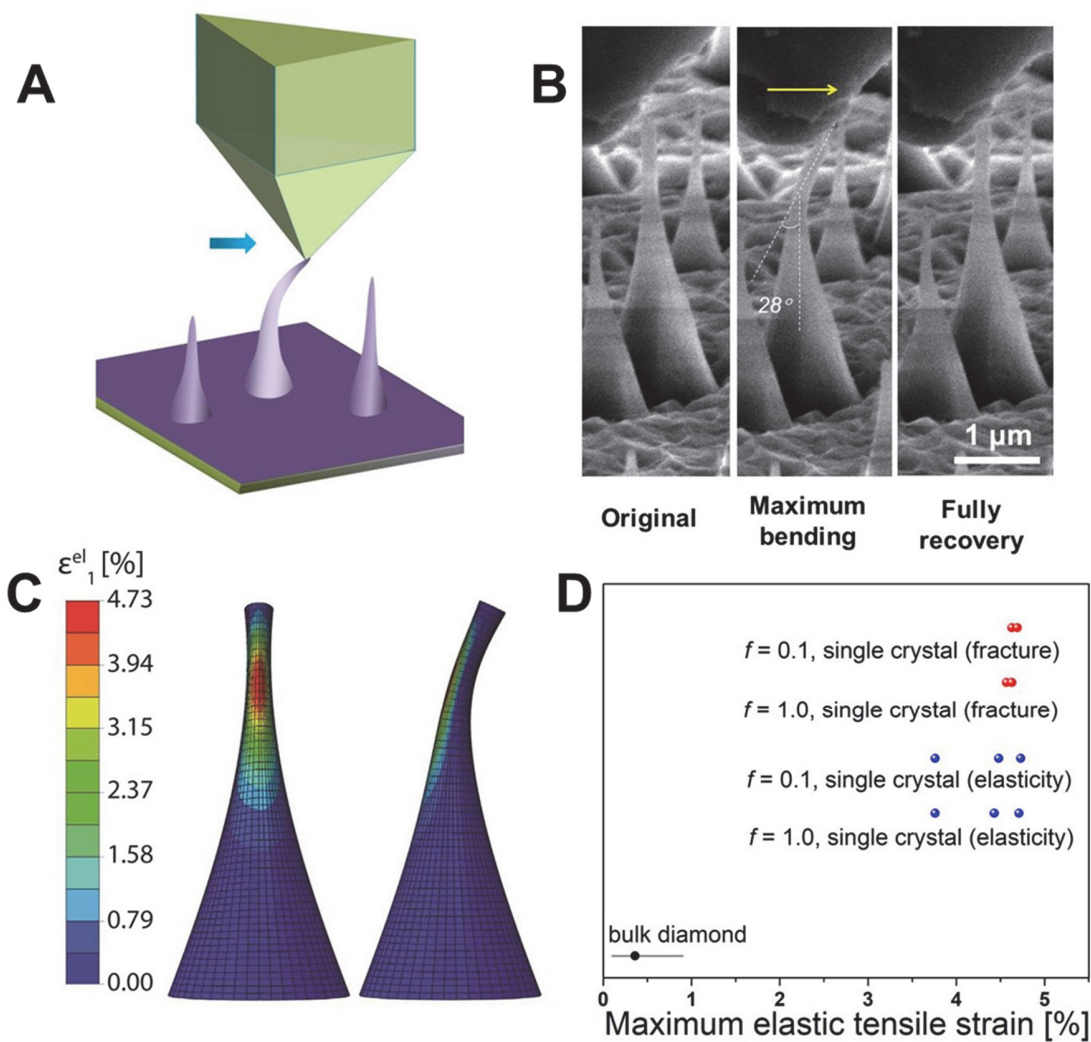 A
B
28°
1 μm
Original
Maximum
bending
Fully
recovery
C
ε₁ᵉˡ [%]
4.73
3.94
3.15
2.37
1.58
0.79
0.00
D
f = 0.1, single crystal (fracture)
f = 1.0, single crystal (fracture)
f = 0.1, single crystal (elasticity)
f = 1.0, single crystal (elasticity)
bulk diamond
0 1 2 3 4 5
Maximum elastic tensile strain [%]